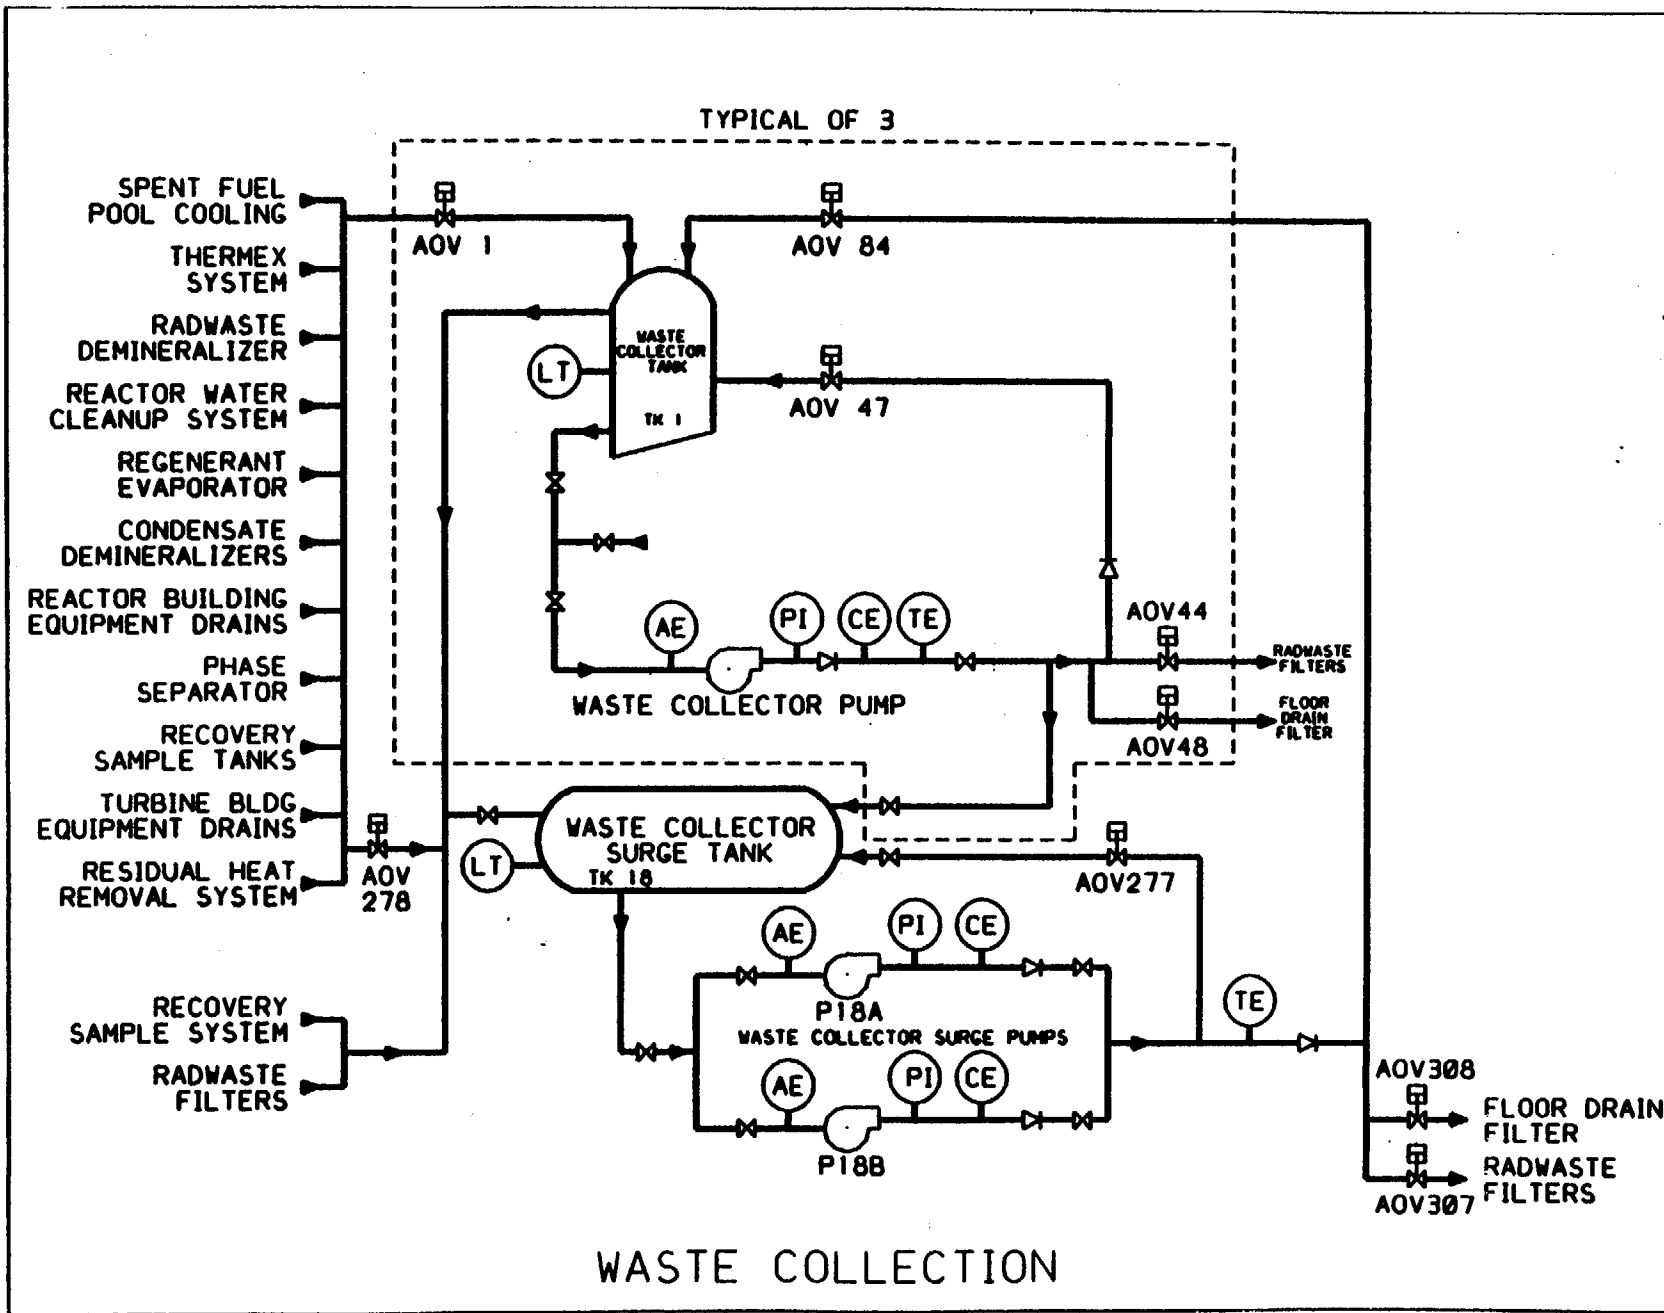 TYPICAL OF 3
SPENT FUEL
POOL COOLING
THERMEX
SYSTEM
RADWASTE
DEMINERALIZER
REACTOR WATER
CLEANUP SYSTEM
REGENERANT
EVAPORATOR
CONDENSATE
DEMINERALIZERS
REACTOR BUILDING
EQUIPMENT DRAINS
PHASE
SEPARATOR
RECOVERY
SAMPLE TANKS
TURBINE BLDG
EQUIPMENT DRAINS
RESIDUAL HEAT
REMOVAL SYSTEM
AOV
278
RECOVERY
SAMPLE SYSTEM
RADWASTE
FILTERS
AOV 1
AOV 84
WASTE
COLLECTOR
TANK
TK 1
LT
AOV 47
AE
PI
CE
TE
WASTE COLLECTOR PUMP
AOV44
RADWASTE
FILTERS
AOV48
FLOOR
DRAIN
FILTER
WASTE COLLECTOR
SURGE TANK
TK 18
LT
AOV277
AE
PI
CE
P18A
WASTE COLLECTOR SURGE PUMPS
AE
PI
CE
P18B
TE
AOV308
FLOOR DRAIN
FILTER
AOV307
RADWASTE
FILTERS
WASTE COLLECTION